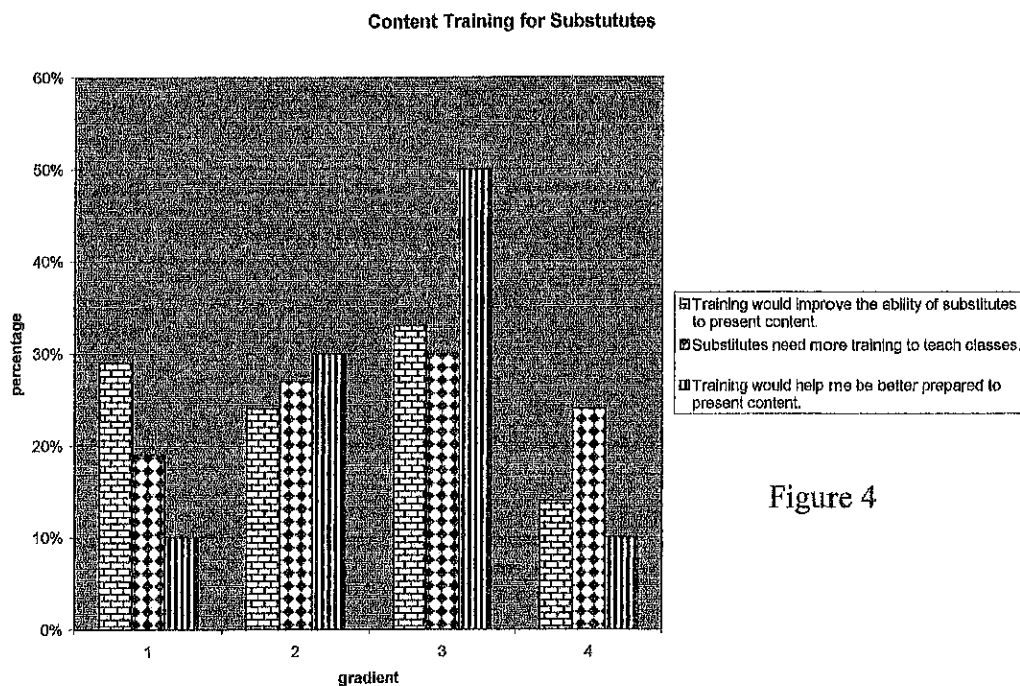 Content Training for Substututes
60%
50%
40%
30%
20%
10%
0%
percentage
1 2 3 4
gradient
Training would improve the ability of substitutes
to present content.
Substitutes need more training to teach classes.
Training would help me be better prepared to
present content.
Figure 4